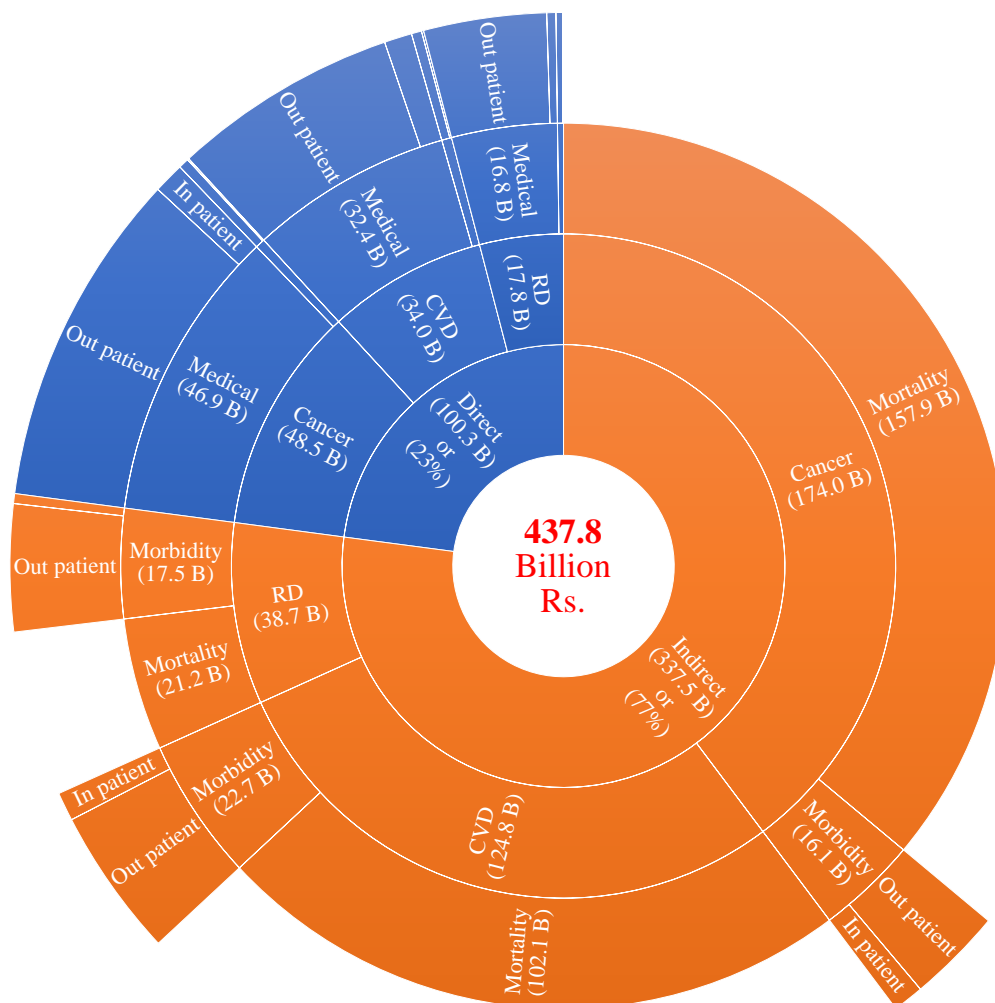 437.8
Billion
Rs.
Direct
(100.3 B)
or
(23%)
Indirect
(337.5 B)
or
(77%)
RD
(17.8 B)
Medical
(16.8 B)
Out patient
CVD
(34.0 B)
Medical
(32.4 B)
Out patient
Cancer
(48.5 B)
Medical
(46.9 B)
In patient
Out patient
Cancer
(174.0 B)
Mortality
(157.9 B)
Morbidity
(16.1 B)
Out patient
In patient
CVD
(124.8 B)
Mortality
(102.1 B)
Morbidity
(22.7 B)
Out patient
In patient
RD
(38.7 B)
Mortality
(21.2 B)
Morbidity
(17.5 B)
Out patient